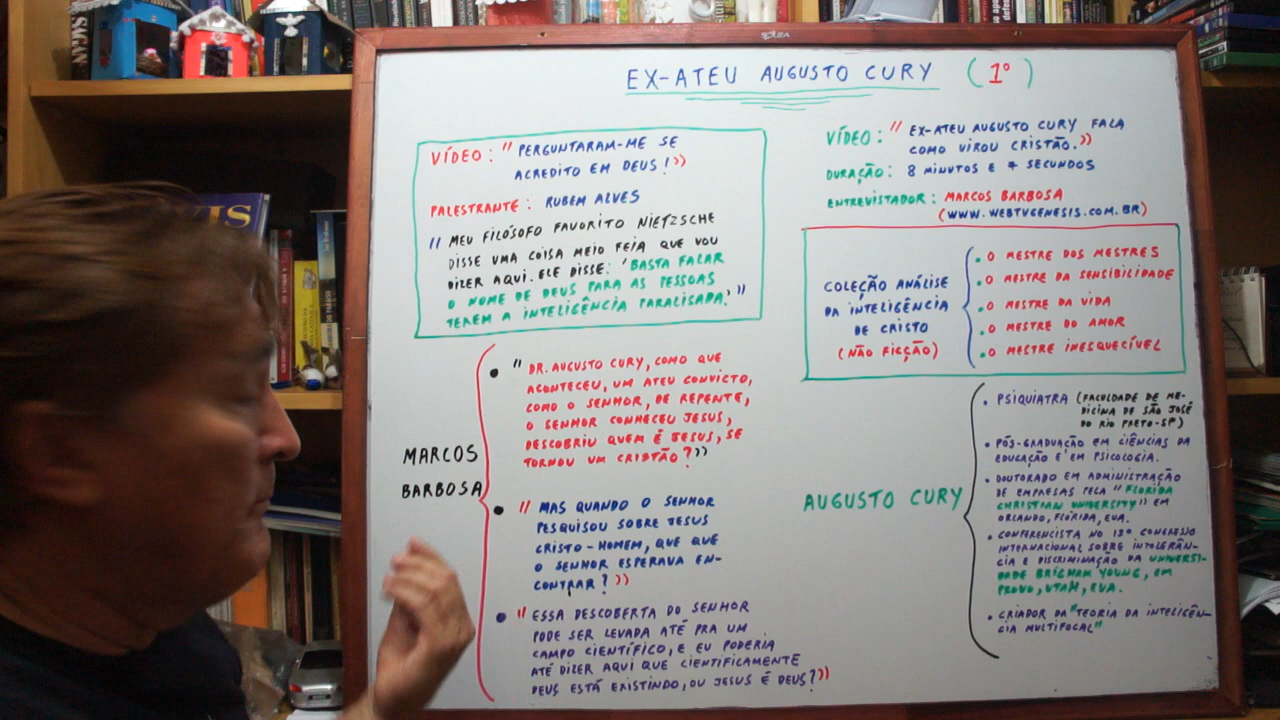 EX-ATEU AUGUSTO CURY (1º)
VÍDEO: "PERGUNTARAM-ME SE
ACREDITO EM DEUS!"
PALESTRANTE: RUBEM ALVES
"MEU FILÓSOFO FAVORITO NIETZSCHE
DISSE UMA COISA MEIO FEIA QUE VOU
DIZER AQUI. ELE DISSE: 'BASTA FALAR
O NOME DE DEUS PARA AS PESSOAS
TEREM A INTELIGÊNCIA PARALISADA.'"
MARCOS
BARBOSA
• "DR. AUGUSTO CURY, COMO QUE
ACONTECEU, UM ATEU CONVICTO,
COMO O SENHOR, DE REPENTE,
O SENHOR CONHECEU JESUS,
DESCOBRIU QUEM É JESUS, SE
TORNOU UM CRISTÃO?"
• "MAS QUANDO O SENHOR
PESQUISOU SOBRE JESUS
CRISTO-HOMEM, QUE QUE
O SENHOR ESPERAVA EN-
CONTRAR?"
• "ESSA DESCOBERTA DO SENHOR
PODE SER LEVADA ATÉ PRA UM
CAMPO CIENTÍFICO, E EU PODERIA
ATÉ DIZER AQUI QUE CIENTIFICAMENTE
DEUS ESTÁ EXISTINDO, OU JESUS É DEUS?"
VÍDEO: "EX-ATEU AUGUSTO CURY FALA
COMO VIROU CRISTÃO."
DURAÇÃO: 8 MINUTOS E 7 SEGUNDOS
ENTREVISTADOR: MARCOS BARBOSA
(WWW.WEBTVGENESIS.COM.BR)
COLEÇÃO ANÁLISE
DA INTELIGÊNCIA
DE CRISTO
(NÃO FICÇÃO)
• O MESTRE DOS MESTRES
• O MESTRE DA SENSIBILIDADE
• O MESTRE DA VIDA
• O MESTRE DO AMOR
• O MESTRE INESQUECÍVEL
AUGUSTO CURY
• PSIQUIATRA (FACULDADE DE ME-
DICINA DE SÃO JOSÉ
DO RIO PRETO-SP)
• PÓS-GRADUAÇÃO EM CIÊNCIAS DA
EDUCAÇÃO E EM PSICOLOGIA.
• DOUTORADO EM ADMINISTRAÇÃO
DE EMPRESAS PELA "FLORIDA
CHRISTIAN UNIVERSITY" EM
ORLANDO, FLÓRIDA, EUA.
• CONFERENCISTA NO 13º CONGRESSO
INTERNACIONAL SOBRE INTOLERÂN-
CIA E DISCRIMINAÇÃO DA UNIVERSI-
DADE BRIGHAM YOUNG, EM
PROVO, UTAH, EUA.
• CRIADOR DA "TEORIA DA INTELIGÊN-
CIA MULTIFOCAL"